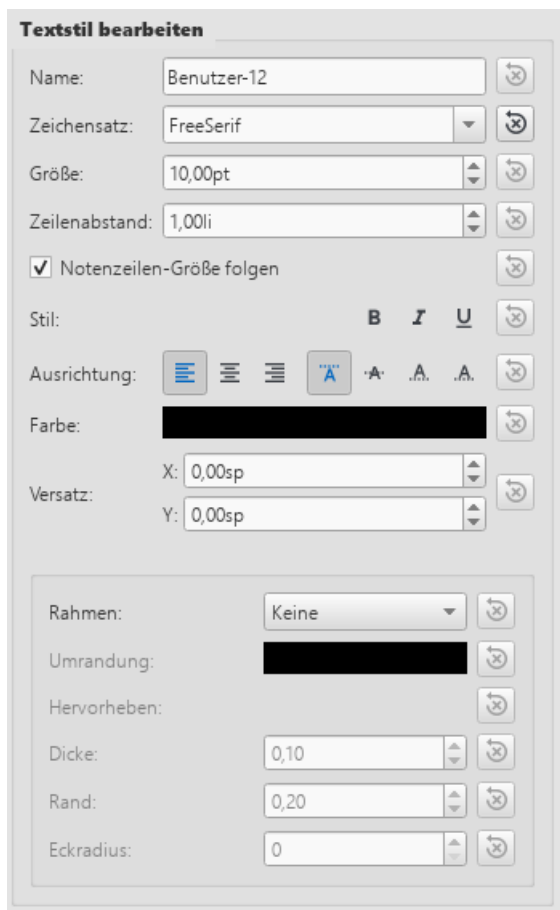 Textstil bearbeiten
Name: Benutzer-12
Zeichensatz: FreeSerif
Größe: 10,00pt
Zeilenabstand: 1,00li
Notenzeilen-Größe folgen
Stil: B I U
Ausrichtung: A A A A
Farbe:
Versatz: X: 0,00sp
Y: 0,00sp
Rahmen: Keine
Umrandung:
Hervorheben:
Dicke: 0,10
Rand: 0,20
Eckradius: 0